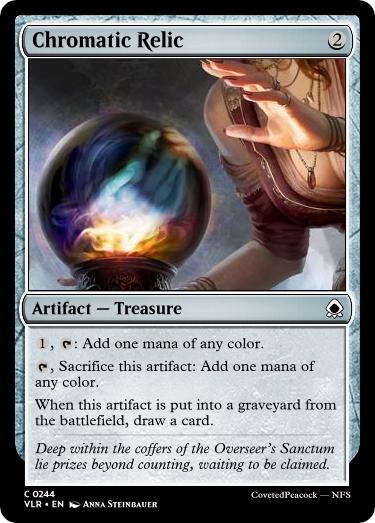 Chromatic Relic 2
Artifact — Treasure
1, T: Add one mana of any color.
T, Sacrifice this artifact: Add one mana of
any color.
When this artifact is put into a graveyard from
the battlefield, draw a card.
Deep within the coffers of the Overseer's Sanctum
lie prizes beyond counting, waiting to be claimed.
C 0244
VLR • EN Anna Steinbauer CovetedPeacock — NFS